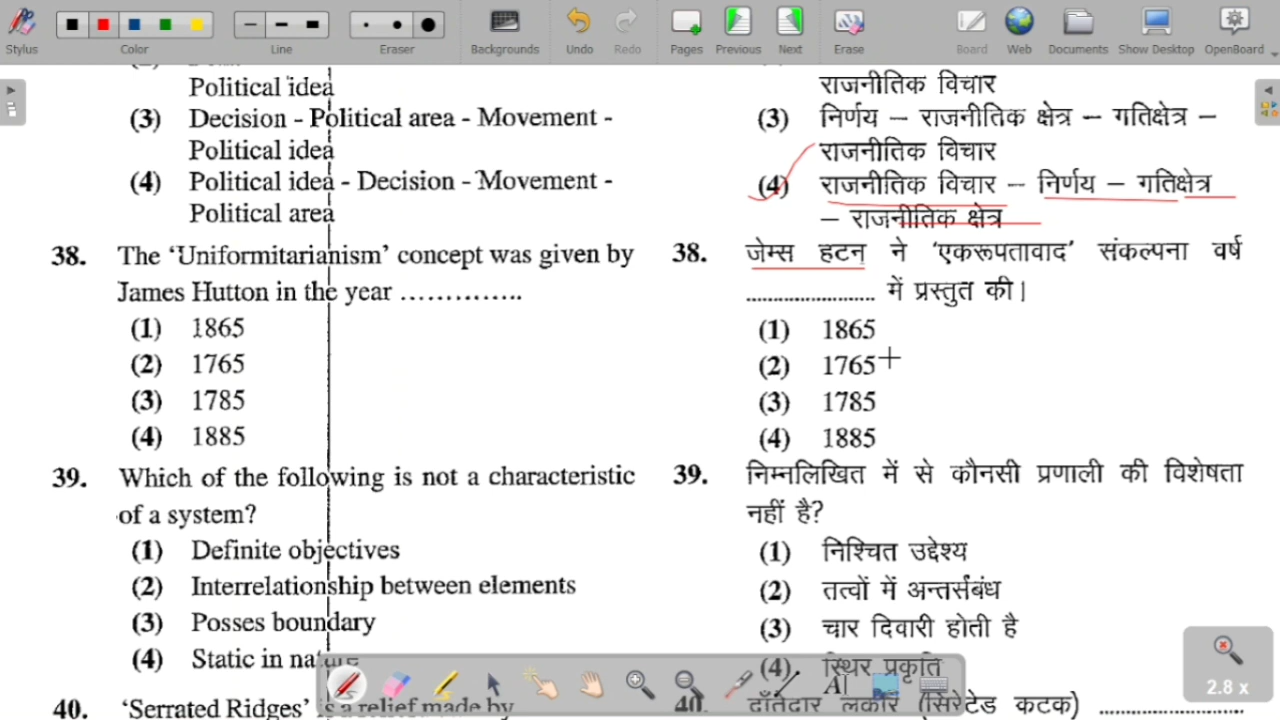 Stylus
Color
Line
Eraser
Backgrounds
Undo
Redo
Pages
Previous
Next
Erase
Board
Web
Documents
Show Desktop
OpenBoard
Political idea
(3) Decision - Political area - Movement -
Political idea
(4) Political idea - Decision - Movement -
Political area
38. The ‘Uniformitarianism’ concept was given by
James Hutton in the year ..............
(1) 1865
(2) 1765
(3) 1785
(4) 1885
39. Which of the following is not a characteristic
of a system?
(1) Definite objectives
(2) Interrelationship between elements
(3) Posses boundary
(4) Static in nature
40. ‘Serrated Ridges’ is a relief made by
राजनीतिक विचार
(3) निर्णय – राजनीतिक क्षेत्र – गतिक्षेत्र –
राजनीतिक विचार
(4) राजनीतिक विचार – निर्णय – गतिक्षेत्र
– राजनीतिक क्षेत्र
38. जेम्स हटन ने ‘एकरूपतावाद’ संकल्पना वर्ष
........................ में प्रस्तुत की।
(1) 1865
(2) 1765
(3) 1785
(4) 1885
39. निम्नलिखित में से कौनसी प्रणाली की विशेषता
नहीं है?
(1) निश्चित उद्देश्य
(2) तत्वों में अन्तर्संबंध
(3) चार दिवारी होती है
(4) स्थिर प्रकृति
40. दाँतेदार (सिरेटेड कटक) ........................
2.8 x